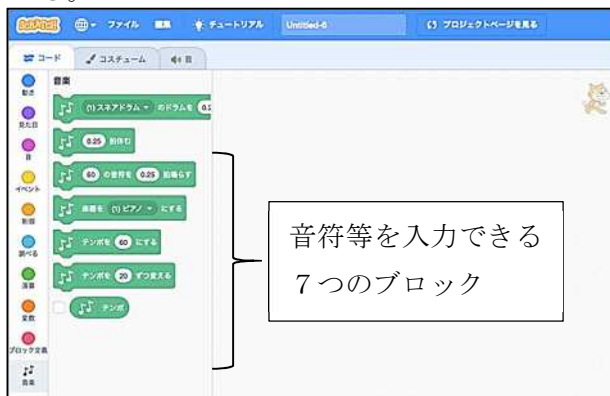 る。
SCRATCH
ファイル
編集
チュートリアル
Untitled-6
プロジェクトページを見る
コード
コスチューム
音
動き
見た目
音
イベント
制御
調べる
演算
変数
ブロック定義
音楽
音楽
(1) スネアドラム のドラムを 0.2
0.25 拍休む
60 の音符を 0.25 拍鳴らす
楽器を (1) ピアノ にする
テンポを 60 にする
テンポを 20 ずつ変える
テンポ
音符等を入力できる
７つのブロック